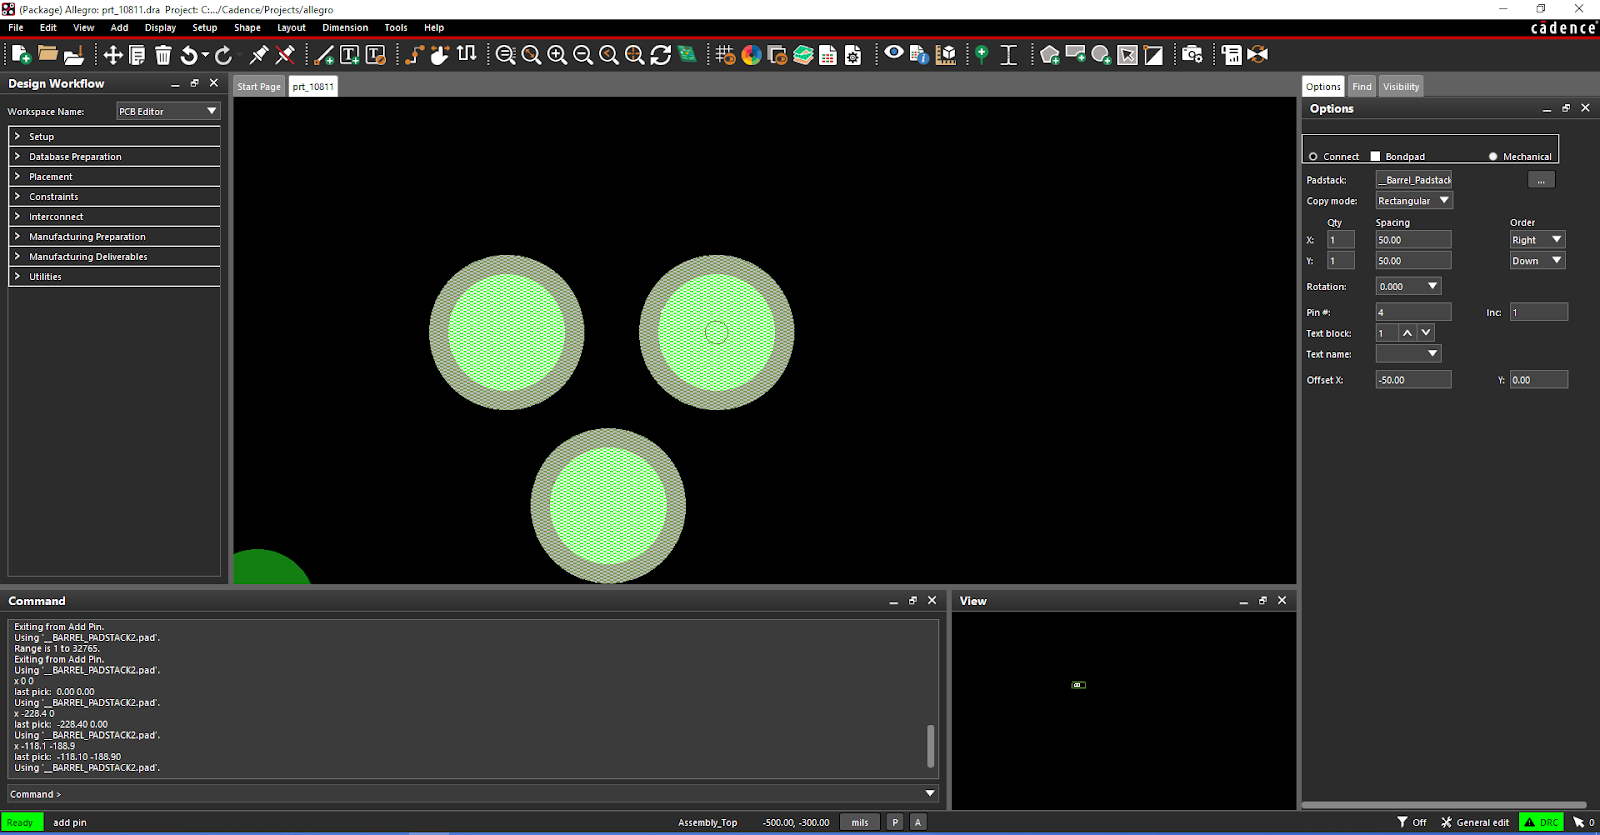 (Package) Allegro: prt_10811.dra  Project: C:.../Cadence/Projects/allegro
File Edit View Add Display Setup Shape Layout Dimension Tools Help
cādence
Design Workflow
Start Page
prt_10811
Options Find Visibility
Options
Workspace Name: PCB Editor
Setup
Database Preparation
Placement
Constraints
Interconnect
Manufacturing Preparation
Manufacturing Deliverables
Utilities
Connect Bondpad Mechanical
Padstack: __Barrel_Padstack ...
Copy mode: Rectangular
Qty Spacing Order
X: 1 50.00 Right
Y: 1 50.00 Down
Rotation: 0.000
Pin #: 4 Inc: 1
Text block: 1
Text name:
Offset X: -50.00 Y: 0.00
Command
Exiting from Add Pin.
Using '__BARREL_PADSTACK2.pad'.
Range is 1 to 32765.
Exiting from Add Pin.
Using '__BARREL_PADSTACK2.pad'.
x 0 0
last pick:  0.00 0.00
Using '__BARREL_PADSTACK2.pad'.
x -228.4 0
last pick:  -228.40 0.00
Using '__BARREL_PADSTACK2.pad'.
x -118.1 -188.9
last pick:  -118.10 -188.90
Using '__BARREL_PADSTACK2.pad'.
Command >
View
Ready add pin Assembly_Top -500.00, -300.00 mils P A Off General edit DRC 0